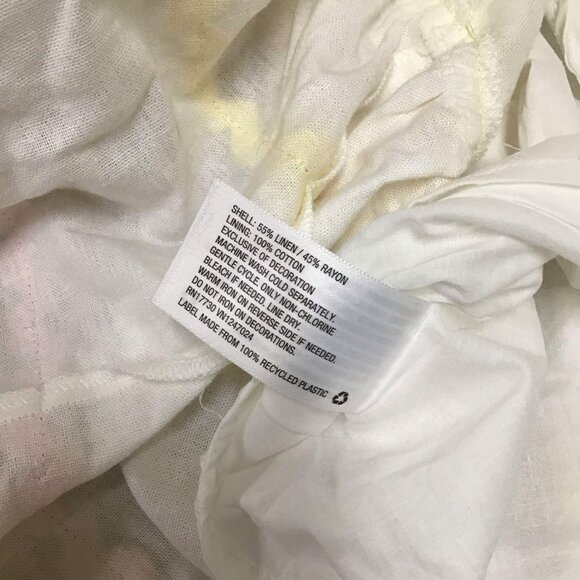 SHELL: 55% LINEN / 45% RAYON
LINING: 100% COTTON
EXCLUSIVE OF DECORATION
MACHINE WASH COLD SEPARATELY.
GENTLE CYCLE. ONLY NON-CHLORINE
BLEACH IF NEEDED. LINE DRY.
WARM IRON ON REVERSE SIDE IF NEEDED.
DO NOT IRON ON DECORATIONS.
RN17730 VN1247024
LABEL MADE FROM 100% RECYCLED PLASTIC